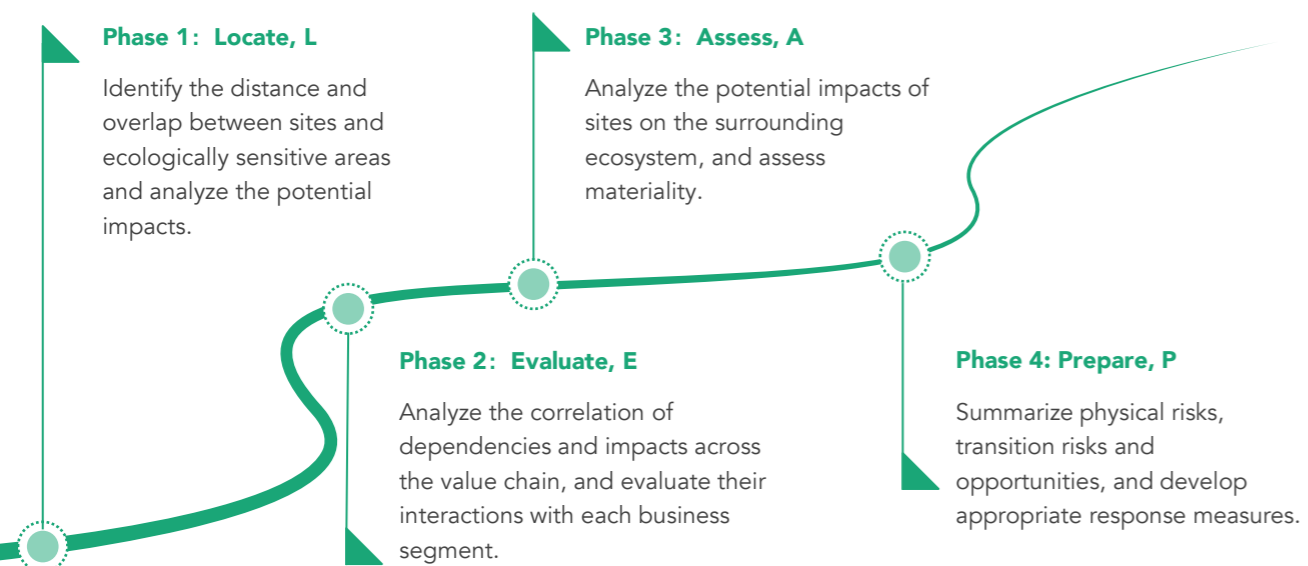 Phase 1:  Locate, L
Identify the distance and
overlap between sites and
ecologically sensitive areas
and analyze the potential
impacts.
Phase 2:  Evaluate, E
Analyze the correlation of
dependencies and impacts across
the value chain, and evaluate their
interactions with each business
segment.
Phase 3:  Assess, A
Analyze the potential impacts of
sites on the surrounding
ecosystem, and assess
materiality.
Phase 4: Prepare, P
Summarize physical risks,
transition risks and
opportunities, and develop
appropriate response measures.